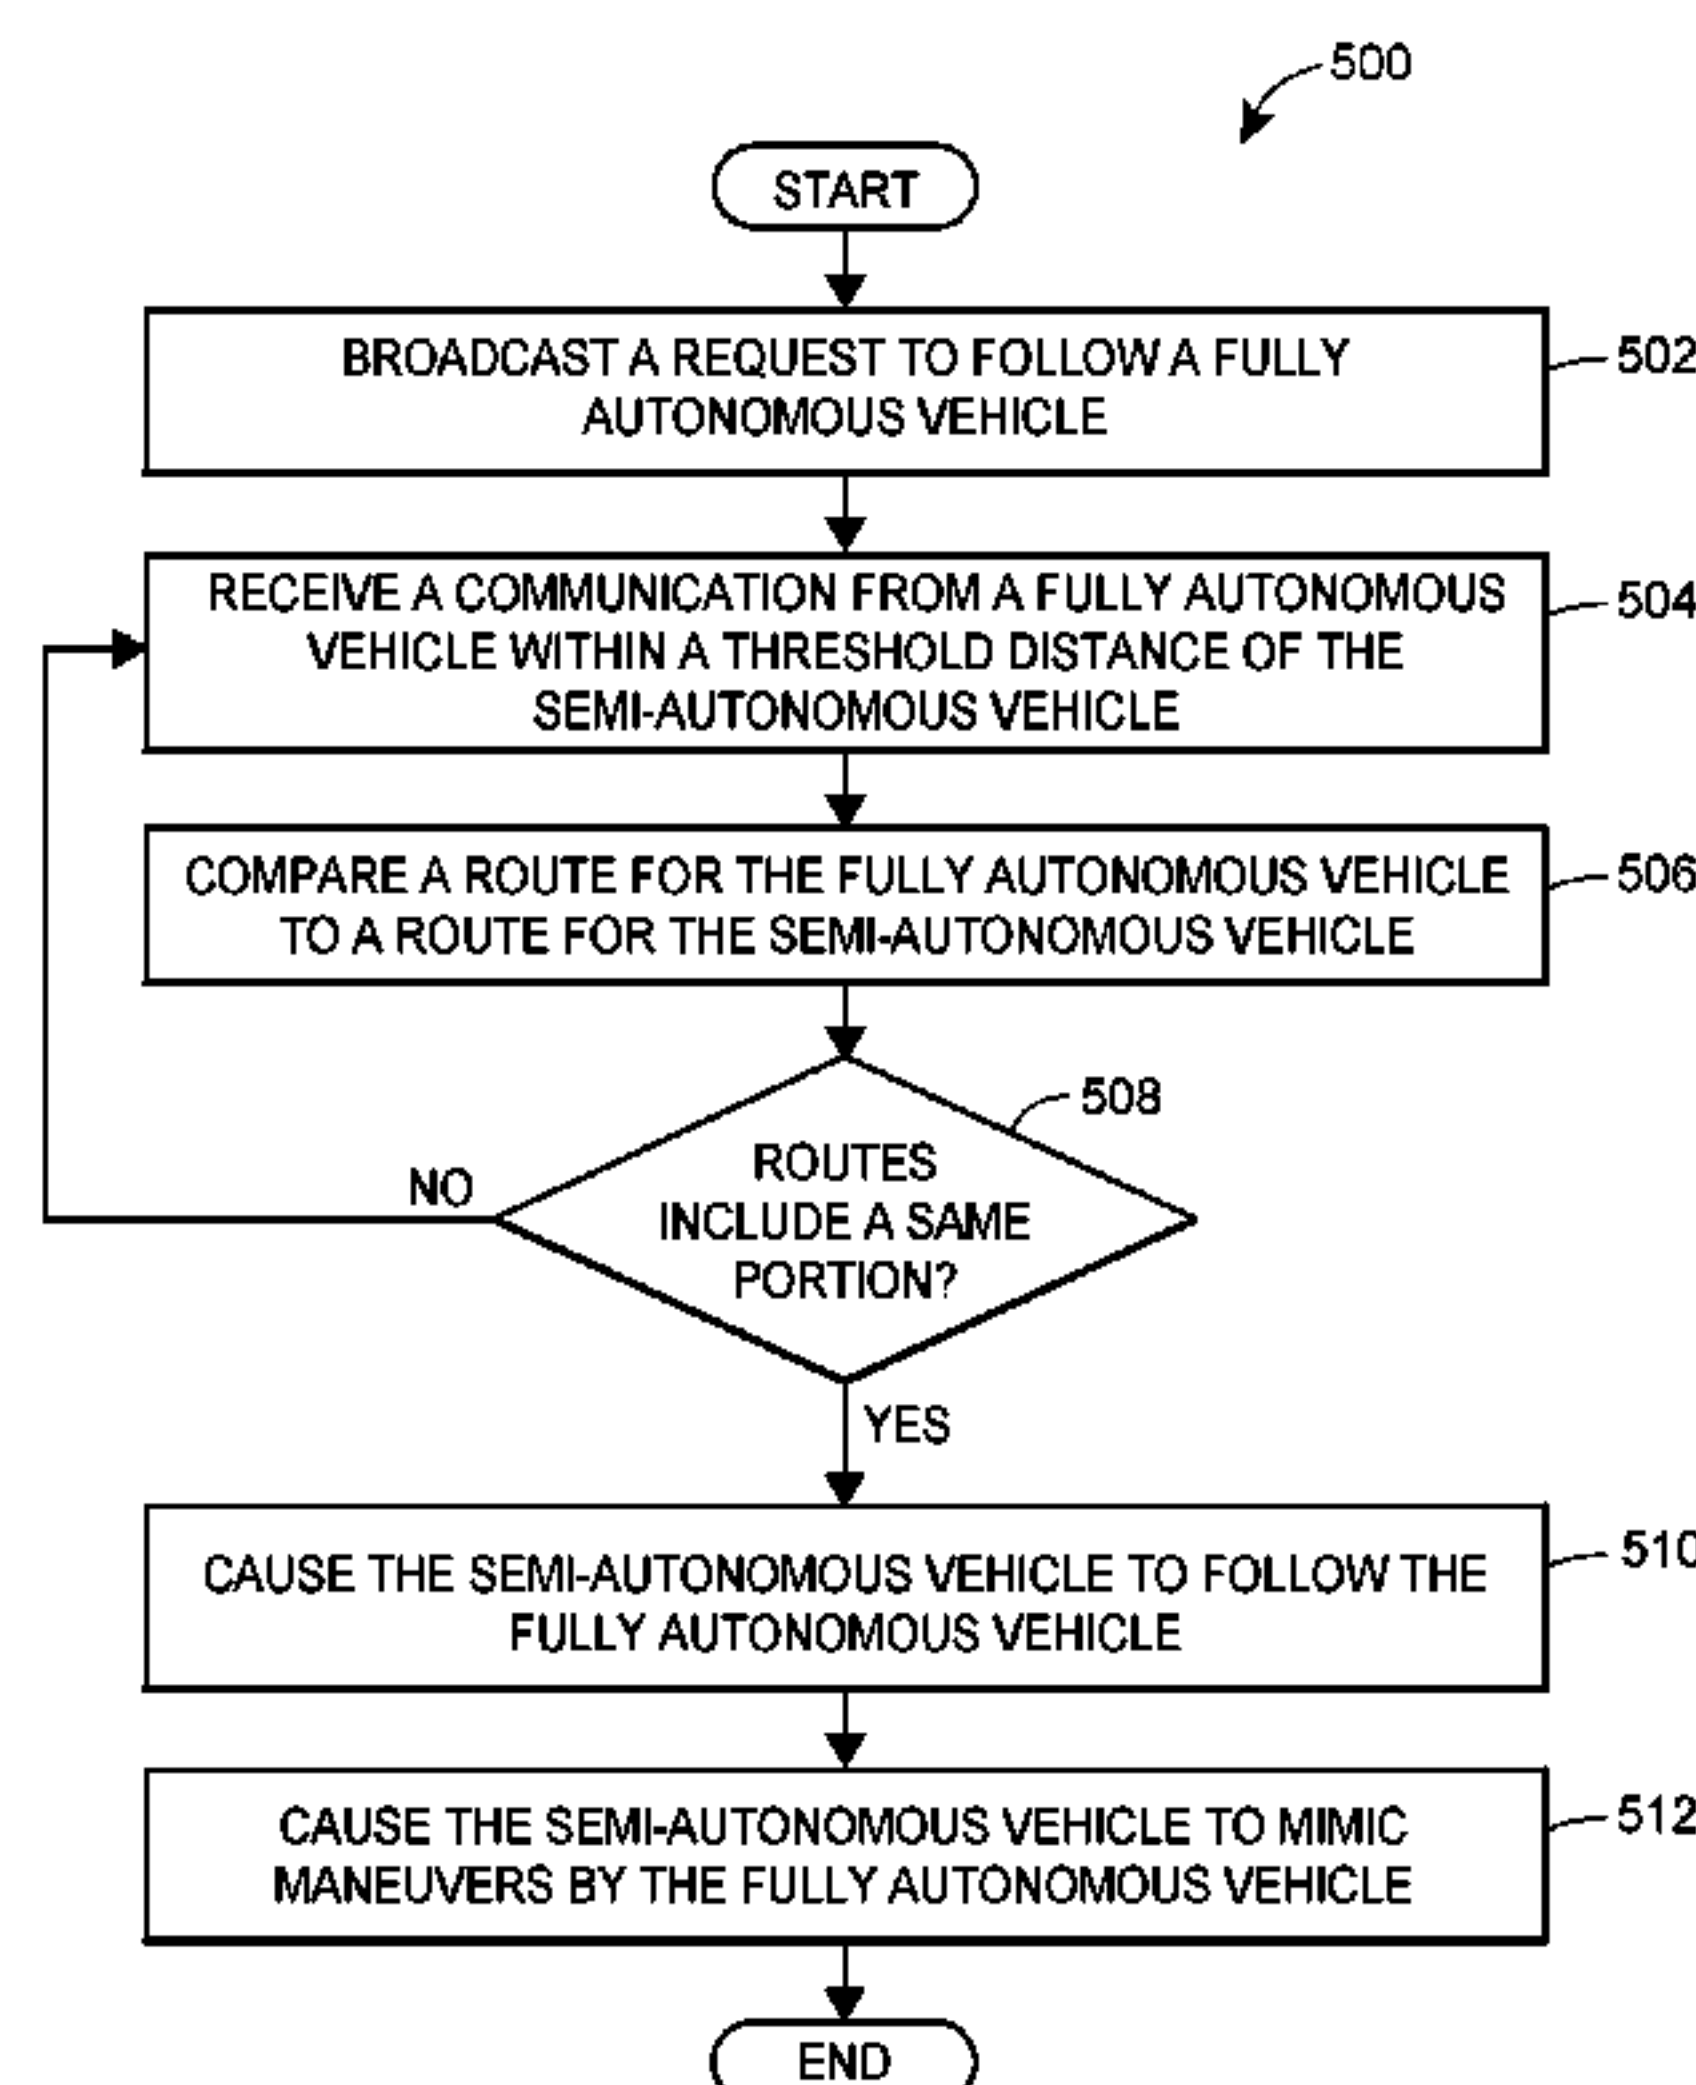 500
START
BROADCAST A REQUEST TO FOLLOW A FULLY
AUTONOMOUS VEHICLE
502
RECEIVE A COMMUNICATION FROM A FULLY AUTONOMOUS
VEHICLE WITHIN A THRESHOLD DISTANCE OF THE
SEMI-AUTONOMOUS VEHICLE
504
COMPARE A ROUTE FOR THE FULLY AUTONOMOUS VEHICLE
TO A ROUTE FOR THE SEMI-AUTONOMOUS VEHICLE
506
508
ROUTES
INCLUDE A SAME
PORTION?
NO
YES
CAUSE THE SEMI-AUTONOMOUS VEHICLE TO FOLLOW THE
FULLY AUTONOMOUS VEHICLE
510
CAUSE THE SEMI-AUTONOMOUS VEHICLE TO MIMIC
MANEUVERS BY THE FULLY AUTONOMOUS VEHICLE
512
END